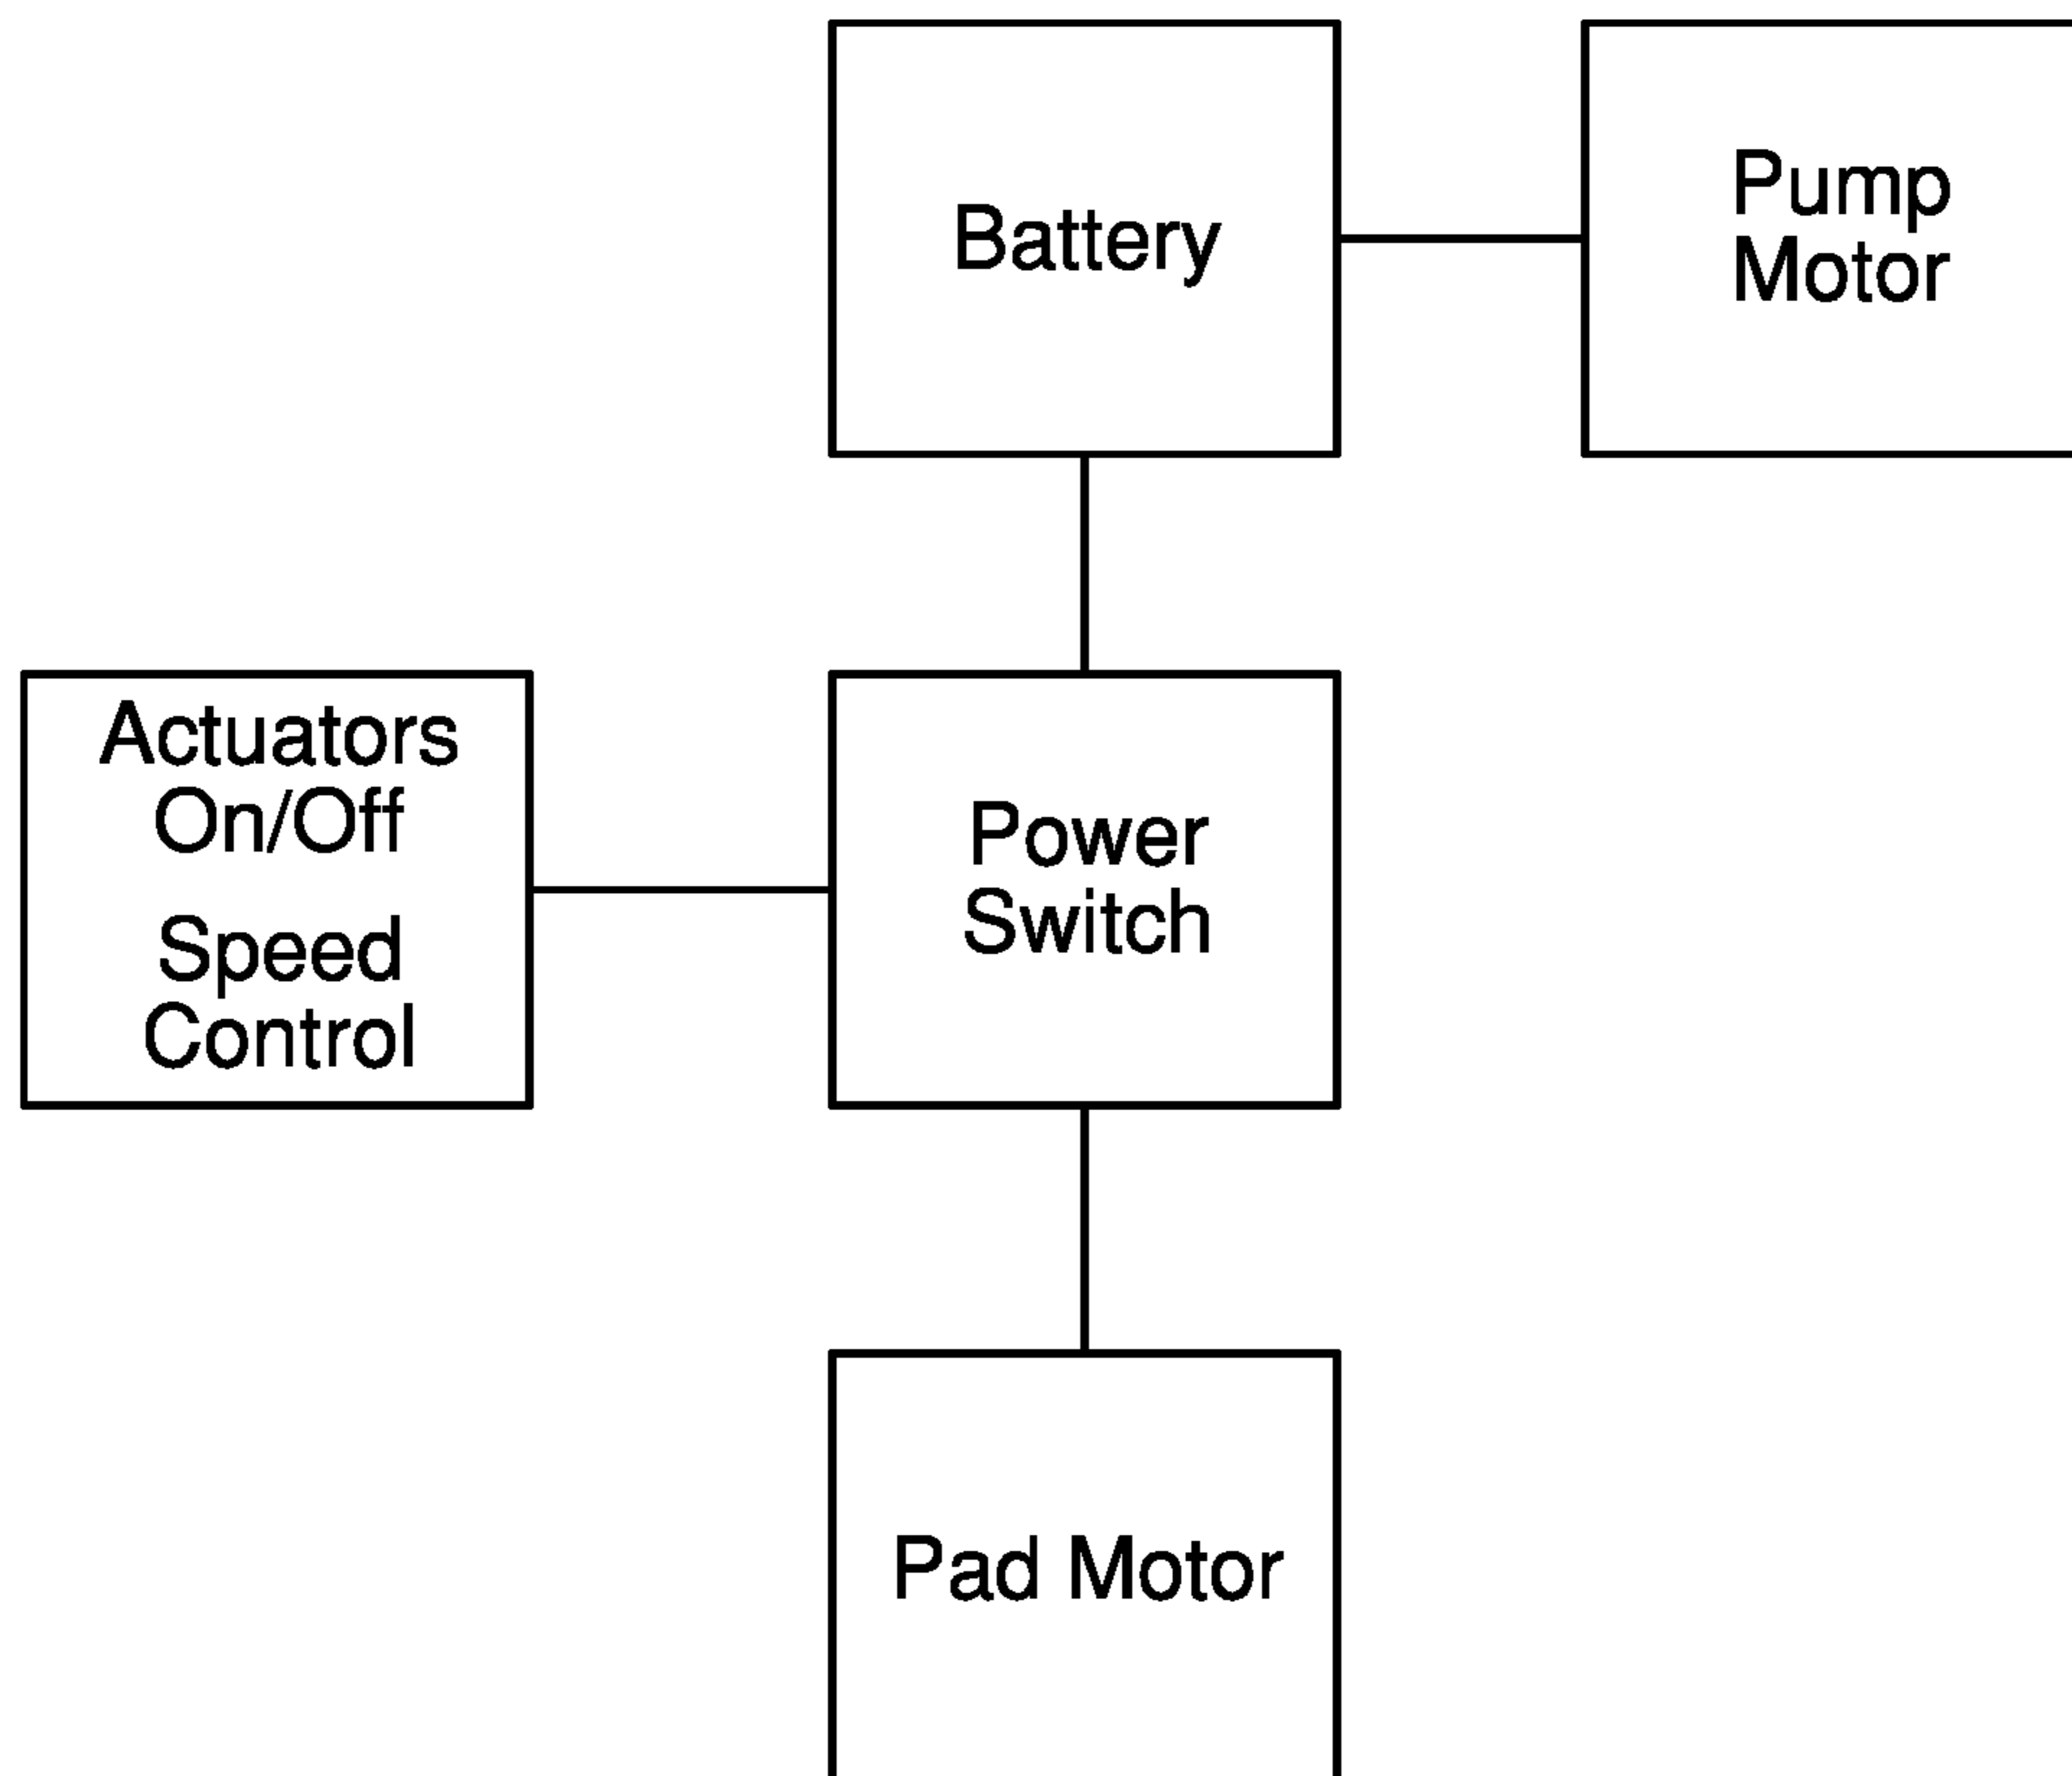 Battery
Pump
Motor
Actuators
On/Off
Speed
Control
Power
Switch
Pad Motor